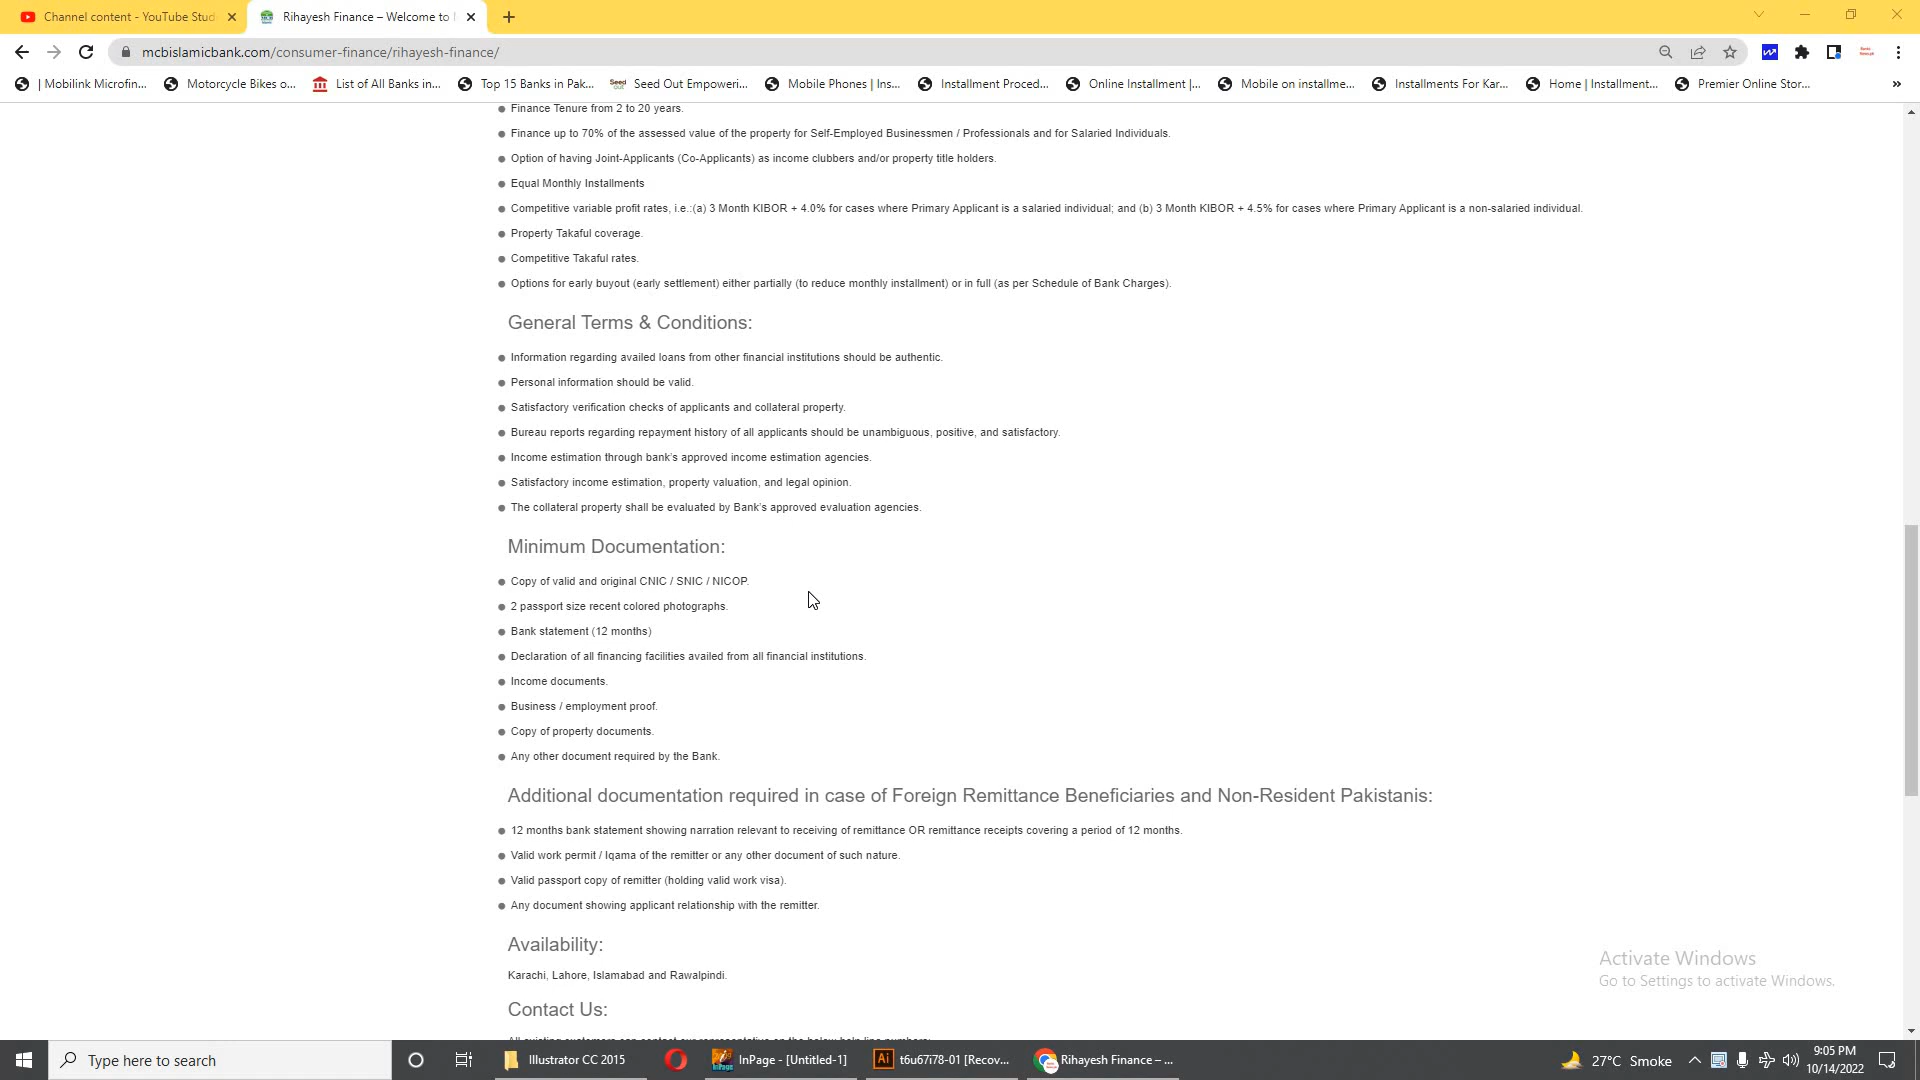 Channel content - YouTube Stud
Rihayesh Finance – Welcome to
mcbislamicbank.com/consumer-finance/rihayesh-finance/
| Mobilink Microfin...
Motorcycle Bikes o...
List of All Banks in...
Top 15 Banks in Pak...
Seed Out Empoweri...
Mobile Phones | Ins...
Installment Proced...
Online Installment |...
Mobile on installme...
Installments For Kar...
Home | Installment...
Premier Online Stor...
»
Finance Tenure from 2 to 20 years.
Finance up to 70% of the assessed value of the property for Self-Employed Businessmen / Professionals and for Salaried Individuals.
Option of having Joint-Applicants (Co-Applicants) as income clubbers and/or property title holders.
Equal Monthly Installments
Competitive variable profit rates, i.e.:(a) 3 Month KIBOR + 4.0% for cases where Primary Applicant is a salaried individual; and (b) 3 Month KIBOR + 4.5% for cases where Primary Applicant is a non-salaried individual.
Property Takaful coverage.
Competitive Takaful rates.
Options for early buyout (early settlement) either partially (to reduce monthly installment) or in full (as per Schedule of Bank Charges).
General Terms & Conditions:
Information regarding availed loans from other financial institutions should be authentic.
Personal information should be valid.
Satisfactory verification checks of applicants and collateral property.
Bureau reports regarding repayment history of all applicants should be unambiguous, positive, and satisfactory.
Income estimation through bank's approved income estimation agencies.
Satisfactory income estimation, property valuation, and legal opinion.
The collateral property shall be evaluated by Bank's approved evaluation agencies.
Minimum Documentation:
Copy of valid and original CNIC / SNIC / NICOP.
2 passport size recent colored photographs.
Bank statement (12 months)
Declaration of all financing facilities availed from all financial institutions.
Income documents.
Business / employment proof.
Copy of property documents.
Any other document required by the Bank.
Additional documentation required in case of Foreign Remittance Beneficiaries and Non-Resident Pakistanis:
12 months bank statement showing narration relevant to receiving of remittance OR remittance receipts covering a period of 12 months.
Valid work permit / Iqama of the remitter or any other document of such nature.
Valid passport copy of remitter (holding valid work visa).
Any document showing applicant relationship with the remitter.
Availability:
Karachi, Lahore, Islamabad and Rawalpindi.
Contact Us:
Activate Windows
Go to Settings to activate Windows.
Type here to search
Illustrator CC 2015
InPage - [Untitled-1]
t6u67i78-01 [Recov...
Rihayesh Finance – ...
27°C Smoke
9:05 PM
10/14/2022